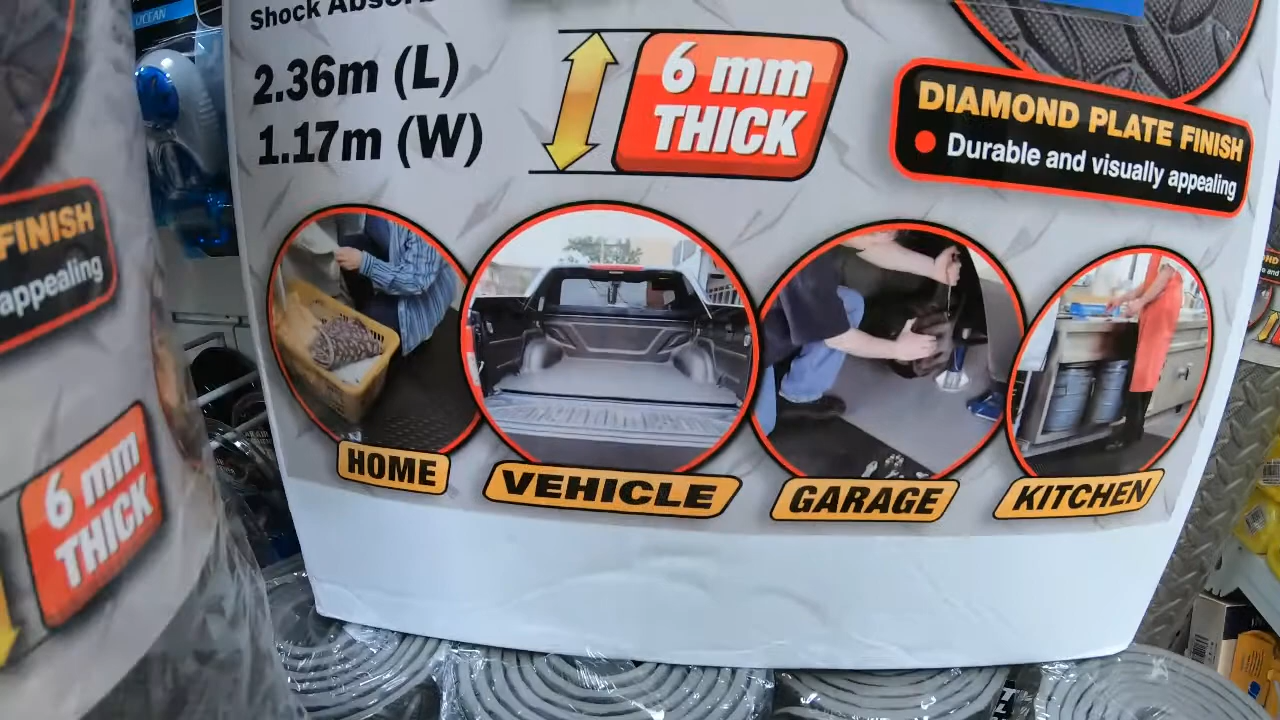 OCEAN
Shock
2.36m (L)
1.17m (W)
6 mm
THICK
DIAMOND PLATE FINISH
Durable and visually appealing
HOME
VEHICLE
GARAGE
KITCHEN
FINISH
appealing
6 mm
THICK